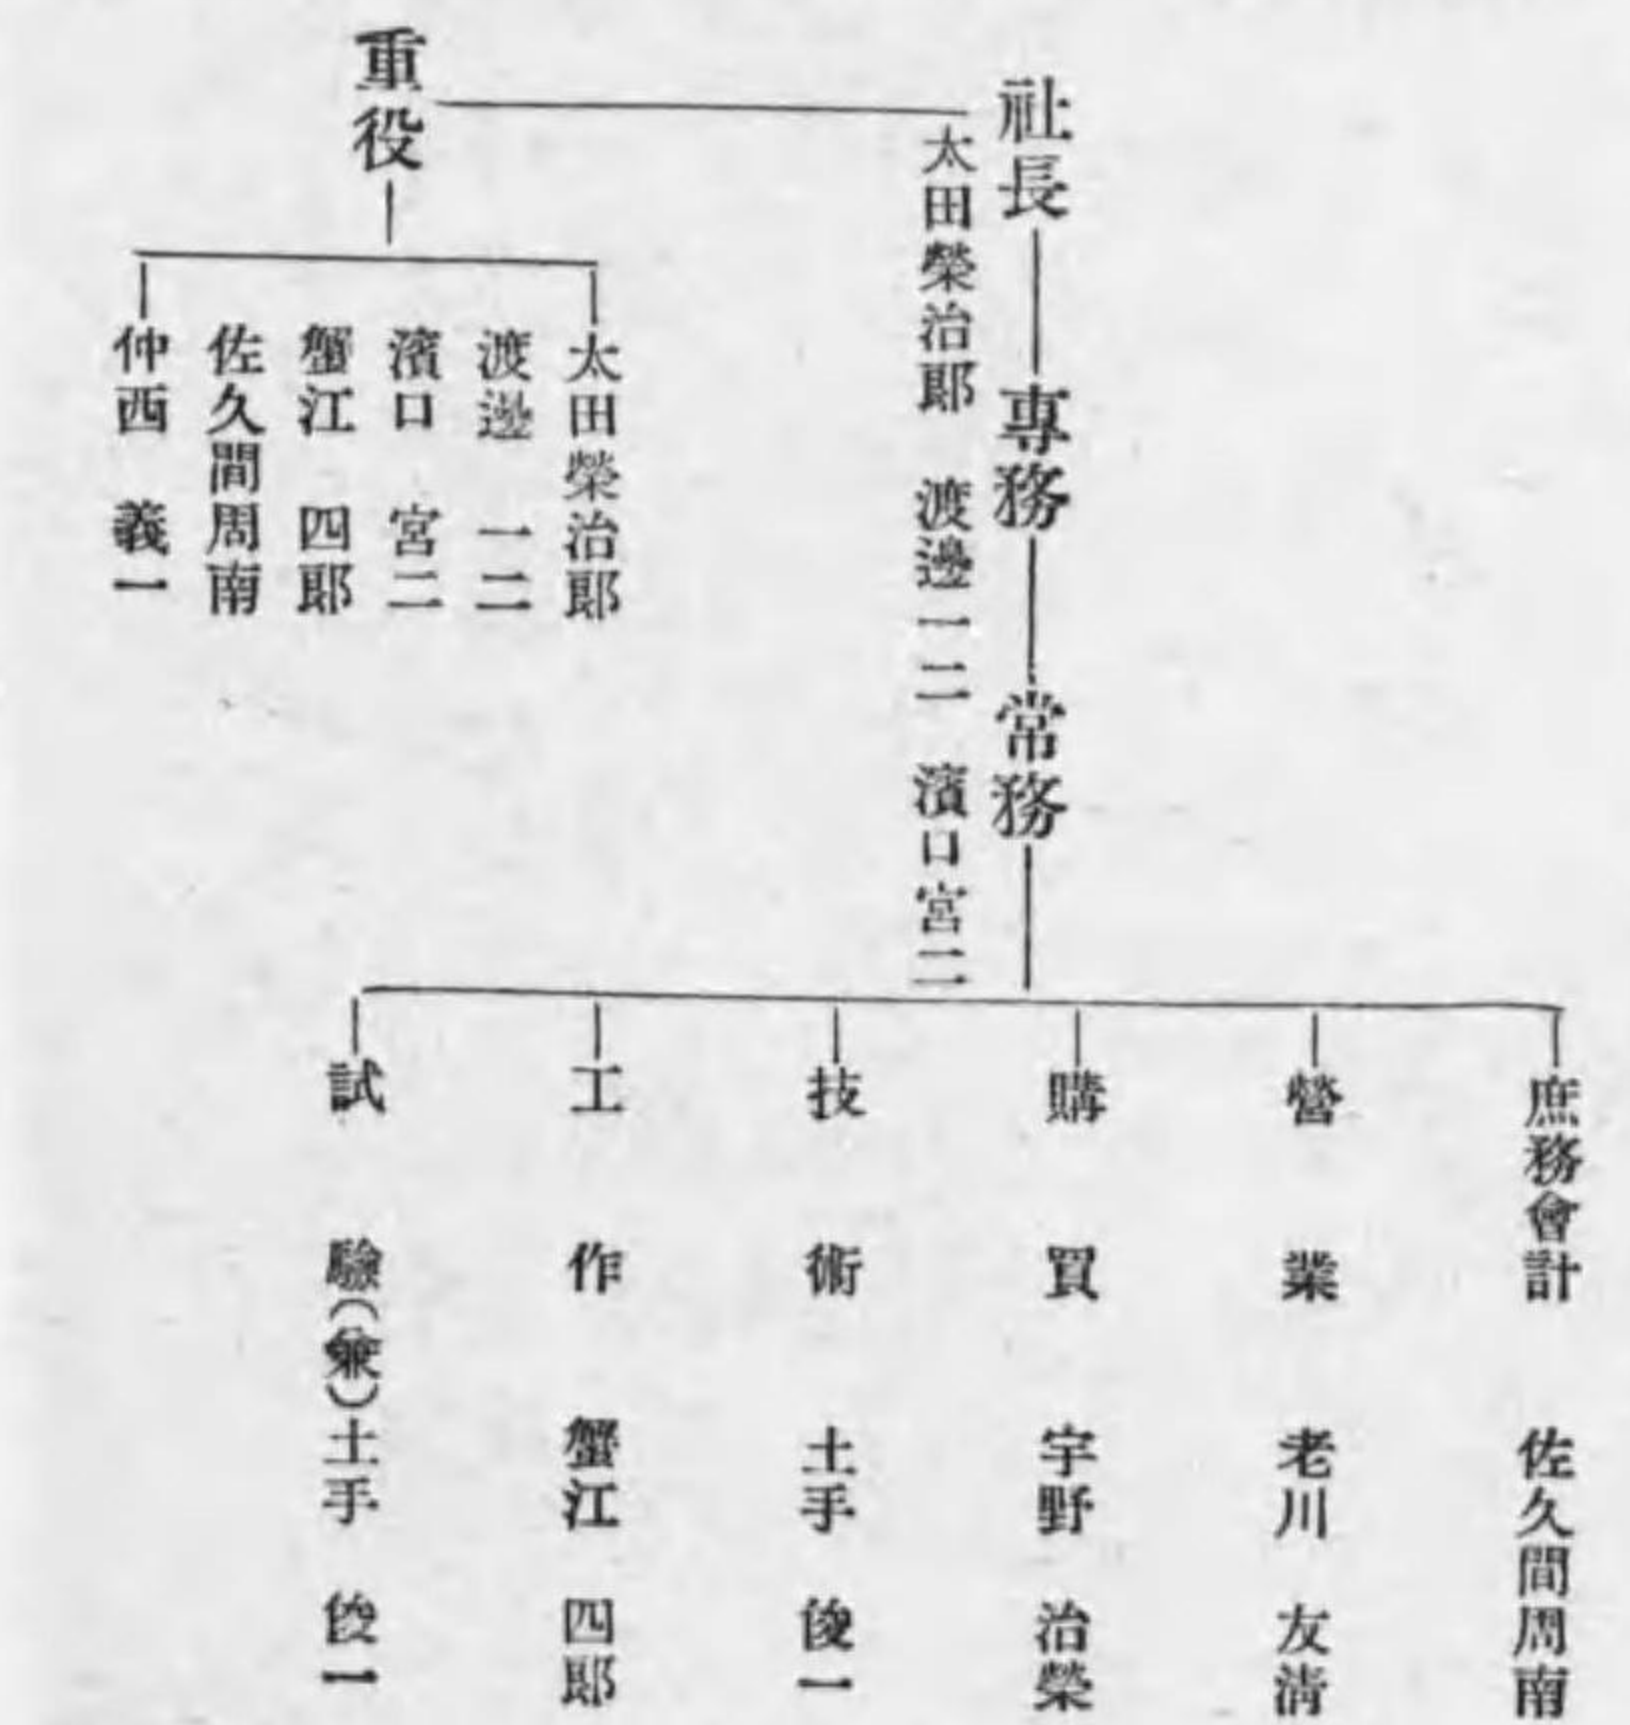 社長 専務 常務
太田榮治郎 渡邊一二 濱口宮二
庶務會計 佐久間周南
營業 老川友清
購買 宇野治榮
技術 土手俊一
工作 蟹江四郎
試驗(兼)土手俊一
重役
太田榮治郎
渡邊一二
濱口宮二
蟹江四郎
佐久間周南
仲西義一